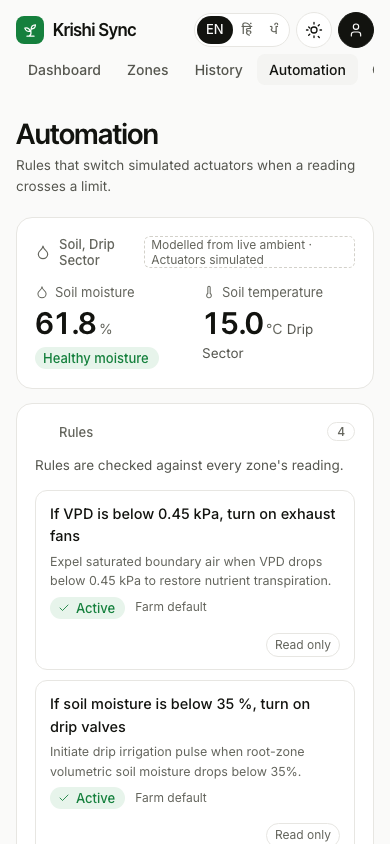 Krishi Sync
EN हिं ਪੰ
Dashboard Zones History Automation
Automation
Rules that switch simulated actuators when a reading
crosses a limit.
Soil, Drip
Sector
Modelled from live ambient ·
Actuators simulated
Soil moisture
61.8 %
Healthy moisture
Soil temperature
15.0 °C Drip
Sector
Rules 4
Rules are checked against every zone's reading.
If VPD is below 0.45 kPa, turn on exhaust
fans
Expel saturated boundary air when VPD drops
below 0.45 kPa to restore nutrient transpiration.
Active Farm default
Read only
If soil moisture is below 35 %, turn on
drip valves
Initiate drip irrigation pulse when root-zone
volumetric soil moisture drops below 35%.
Active Farm default
Read only